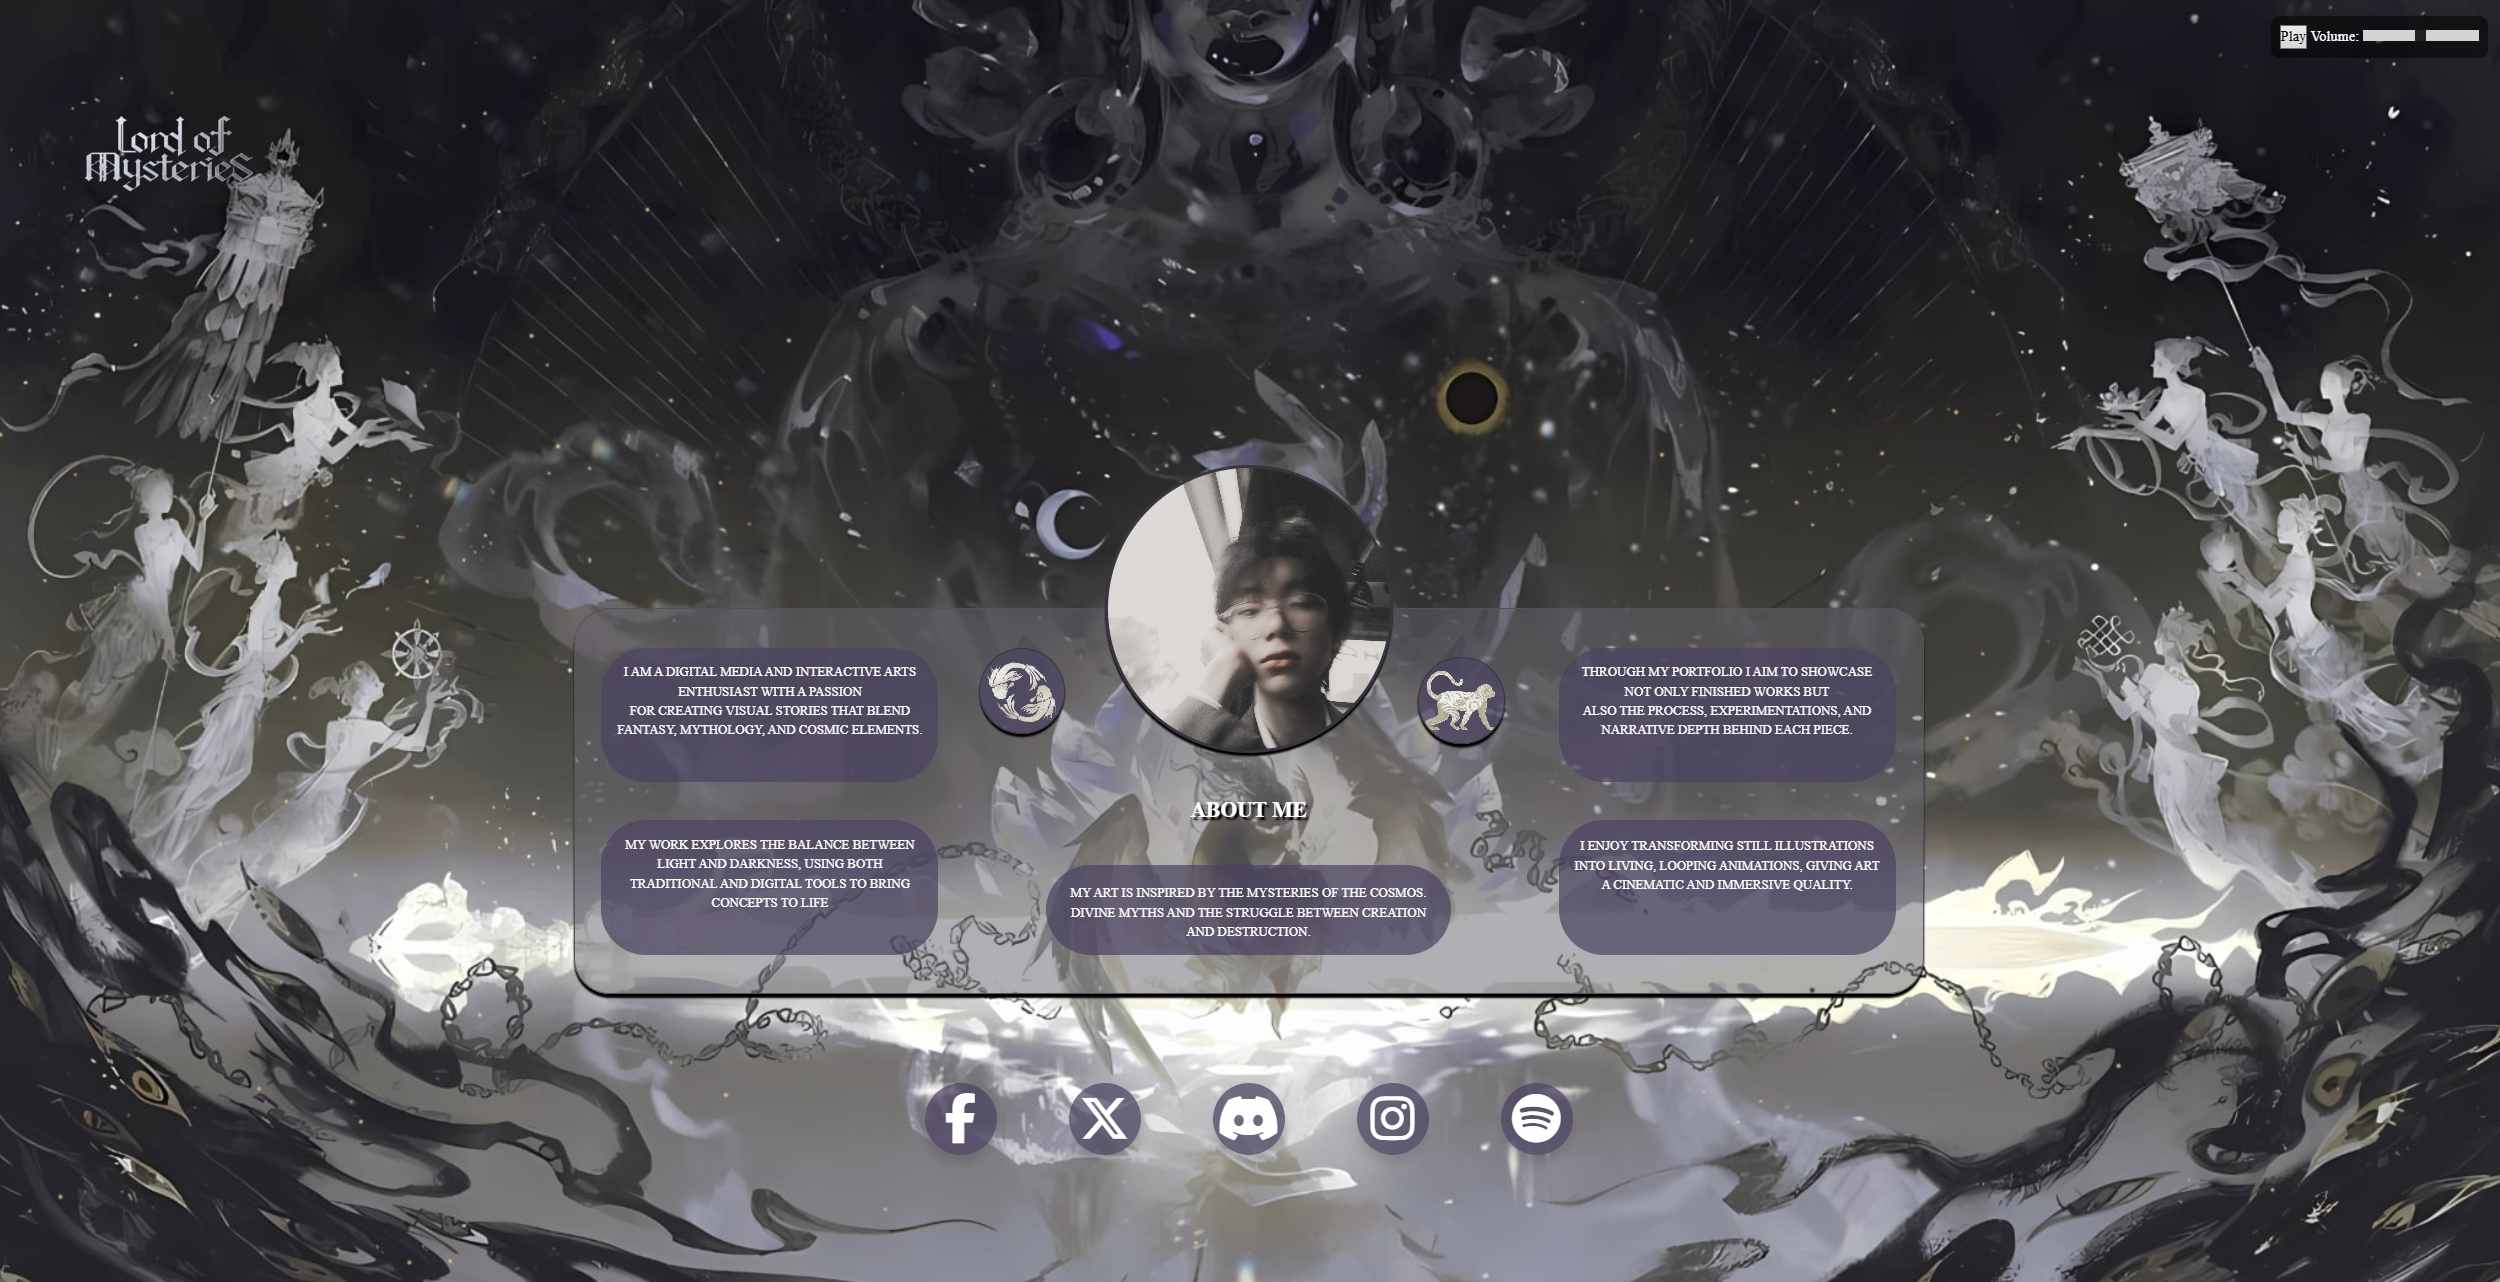 Play Volume:
Lord of
Mysteries
I AM A DIGITAL MEDIA AND INTERACTIVE ARTS
ENTHUSIAST WITH A PASSION
FOR CREATING VISUAL STORIES THAT BLEND
FANTASY, MYTHOLOGY, AND COSMIC ELEMENTS.
THROUGH MY PORTFOLIO I AIM TO SHOWCASE
NOT ONLY FINISHED WORKS BUT
ALSO THE PROCESS, EXPERIMENTATIONS, AND
NARRATIVE DEPTH BEHIND EACH PIECE.
ABOUT ME
MY WORK EXPLORES THE BALANCE BETWEEN
LIGHT AND DARKNESS, USING BOTH
TRADITIONAL AND DIGITAL TOOLS TO BRING
CONCEPTS TO LIFE
MY ART IS INSPIRED BY THE MYSTERIES OF THE COSMOS.
DIVINE MYTHS AND THE STRUGGLE BETWEEN CREATION
AND DESTRUCTION.
I ENJOY TRANSFORMING STILL ILLUSTRATIONS
INTO LIVING, LOOPING ANIMATIONS, GIVING ART
A CINEMATIC AND IMMERSIVE QUALITY.